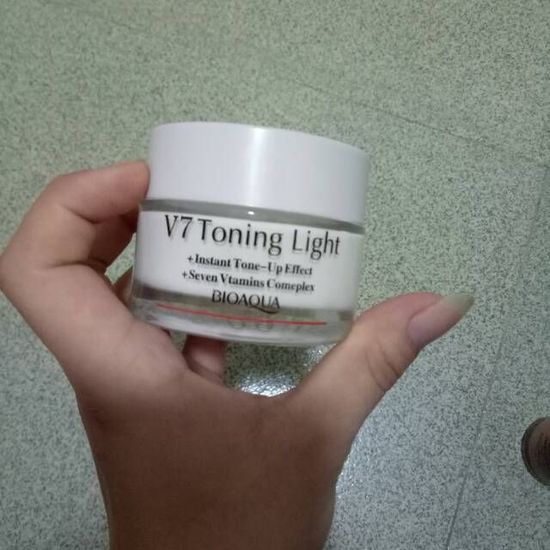 V7 Toning Light
+Instant Tone-Up Effect
+Seven Vtamins Comeplex
BIOAQUA